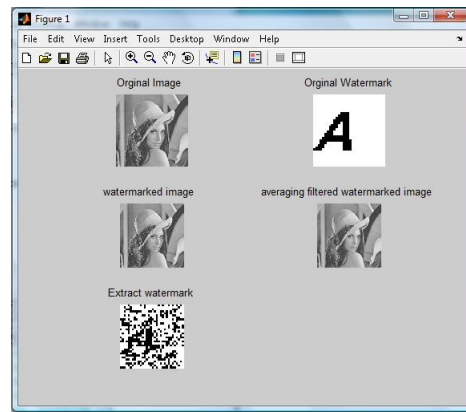 Figure 1
File Edit View Insert Tools Desktop Window Help
Orginal Image
Orginal Watermark
A
watermarked image
averaging filtered watermarked image
Extract watermark